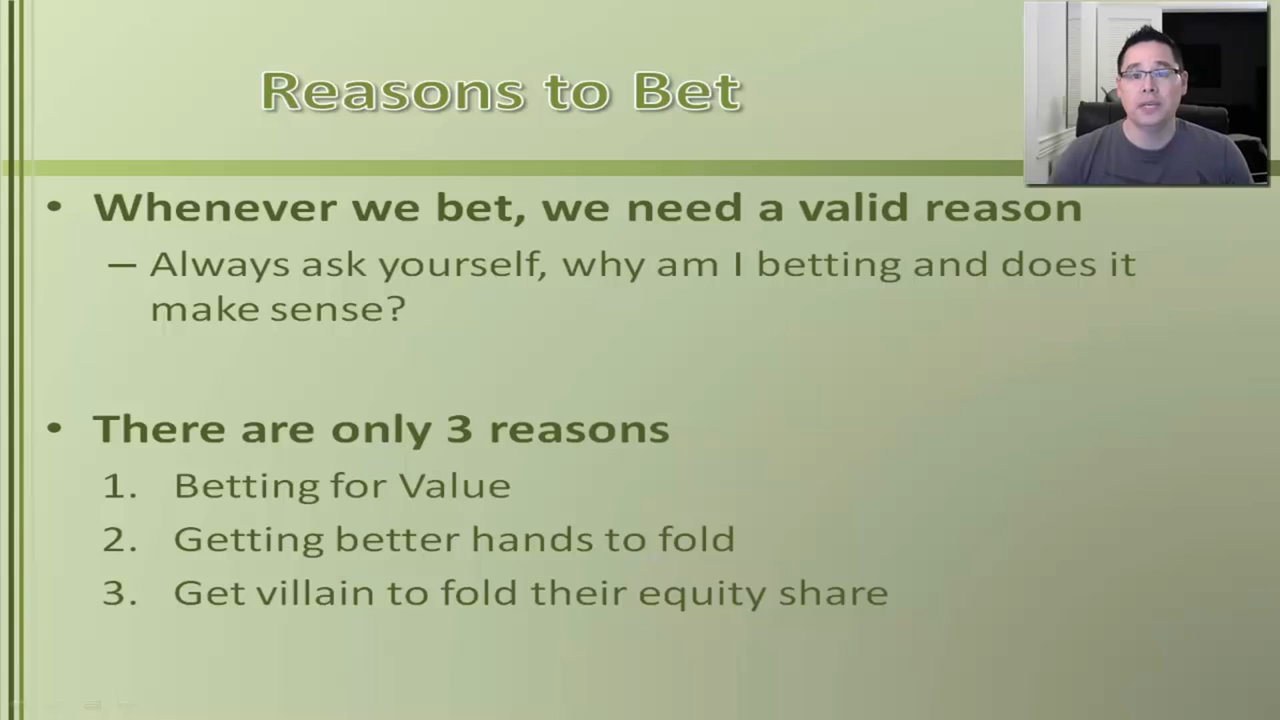 Reasons to Bet
• Whenever we bet, we need a valid reason
– Always ask yourself, why am I betting and does it
make sense?
• There are only 3 reasons
1. Betting for Value
2. Getting better hands to fold
3. Get villain to fold their equity share